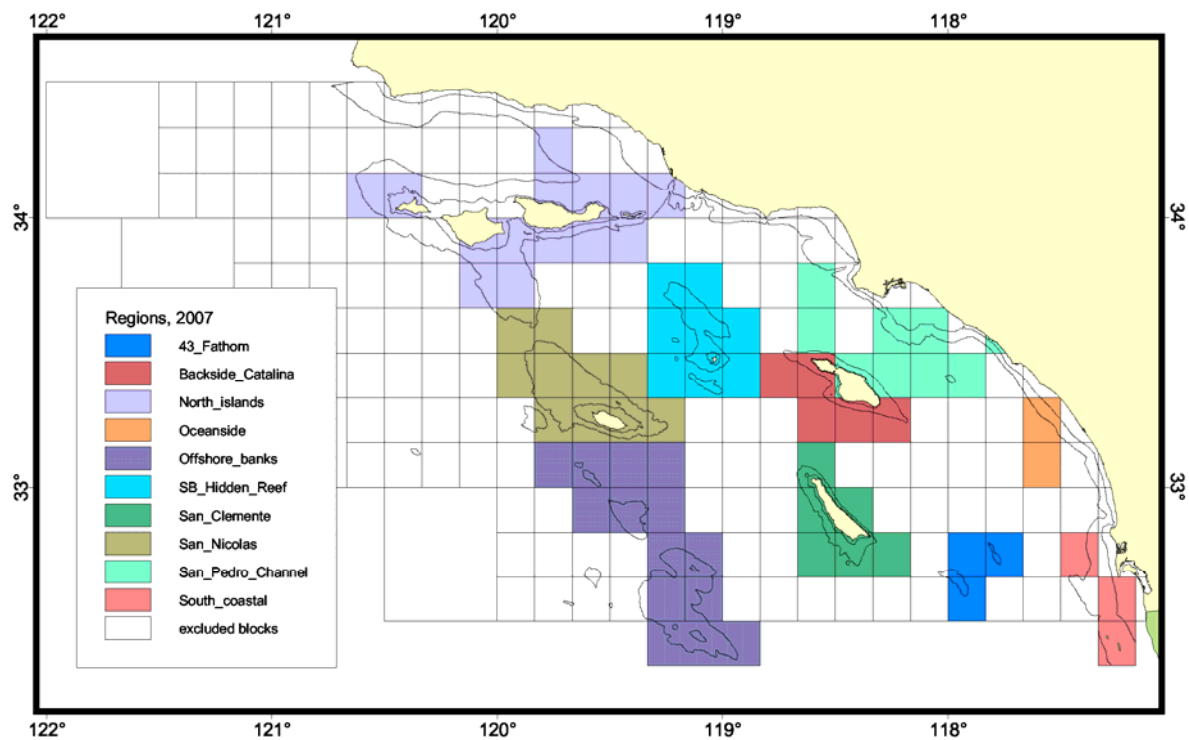 122° 121° 120° 119° 118°
34° 34°
Regions, 2007
43_Fathom
Backside_Catalina
North_islands
Oceanside
Offshore_banks
SB_Hidden_Reef
San_Clemente
San_Nicolas
San_Pedro_Channel
South_coastal
excluded blocks
33° 33°
122° 121° 120° 119° 118°